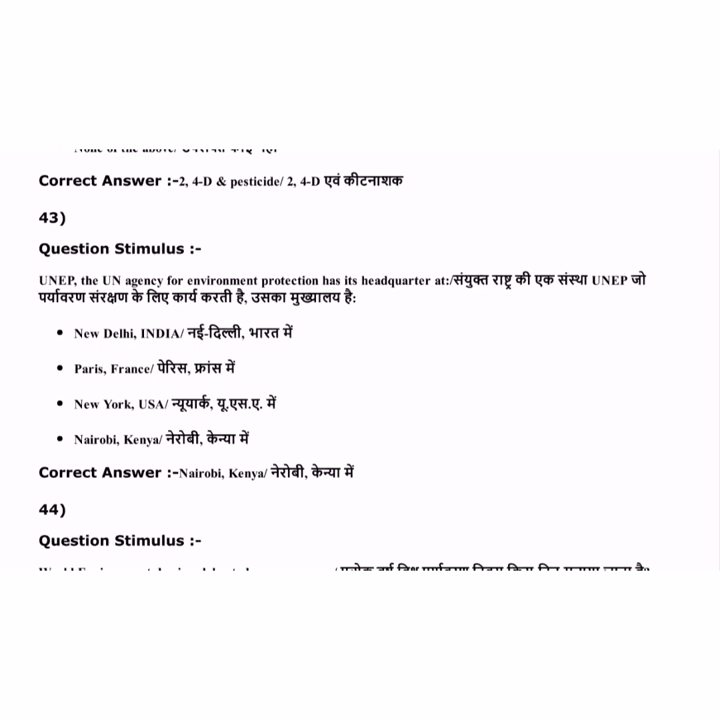 Correct Answer :-2, 4-D & pesticide/ 2, 4-D एवं कीटनाशक
43)
Question Stimulus :-
UNEP, the UN agency for environment protection has its headquarter at:/संयुक्त राष्ट्र की एक संस्था UNEP जो
पर्यावरण संरक्षण के लिए कार्य करती है, उसका मुख्यालय है:
• New Delhi, INDIA/ नई-दिल्ली, भारत में
• Paris, France/ पेरिस, फ्रांस में
• New York, USA/ न्यूयार्क, यू.एस.ए. में
• Nairobi, Kenya/ नेरोबी, केन्या में
Correct Answer :-Nairobi, Kenya/ नेरोबी, केन्या में
44)
Question Stimulus :-